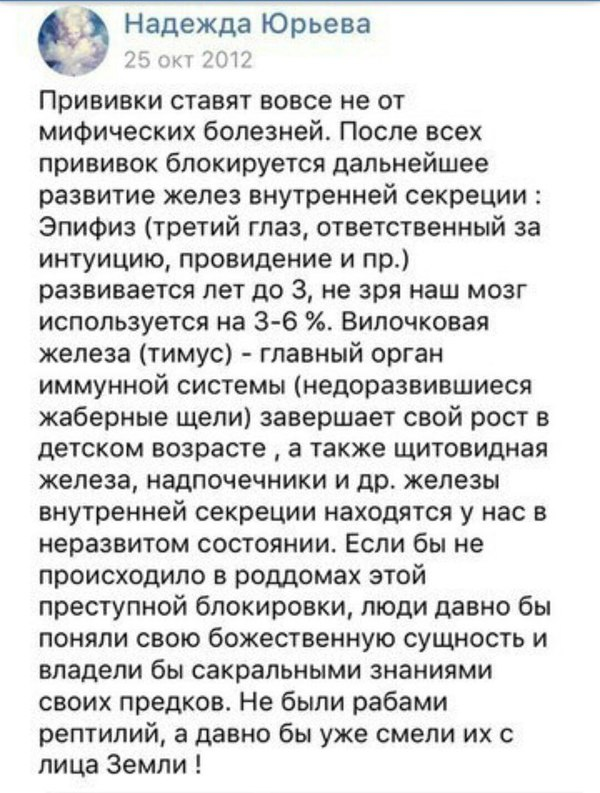 Надежда Юрьева
25 окт 2012
Прививки ставят вовсе не от
мифических болезней. После всех
прививок блокируется дальнейшее
развитие желез внутренней секреции :
Эпифиз (третий глаз, ответственный за
интуицию, провидение и пр.)
развивается лет до 3, не зря наш мозг
используется на 3-6 %. Вилочковая
железа (тимус) - главный орган
иммунной системы (недоразвившиеся
жаберные щели) завершает свой рост в
детском возрасте , а также щитовидная
железа, надпочечники и др. железы
внутренней секреции находятся у нас в
неразвитом состоянии. Если бы не
происходило в роддомах этой
преступной блокировки, люди давно бы
поняли свою божественную сущность и
владели бы сакральными знаниями
своих предков. Не были рабами
рептилий, а давно бы уже смели их с
лица Земли !